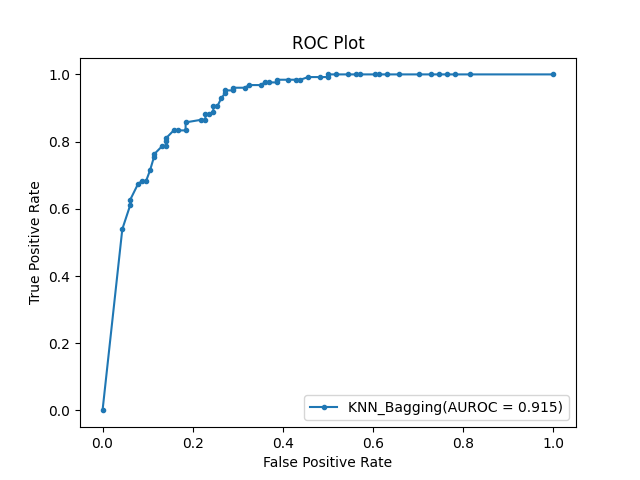 ROC Plot
1.0
0.8
0.6
0.4
0.2
0.0
True Positive Rate
KNN_Bagging(AUROC = 0.915)
0.0 0.2 0.4 0.6 0.8 1.0
False Positive Rate